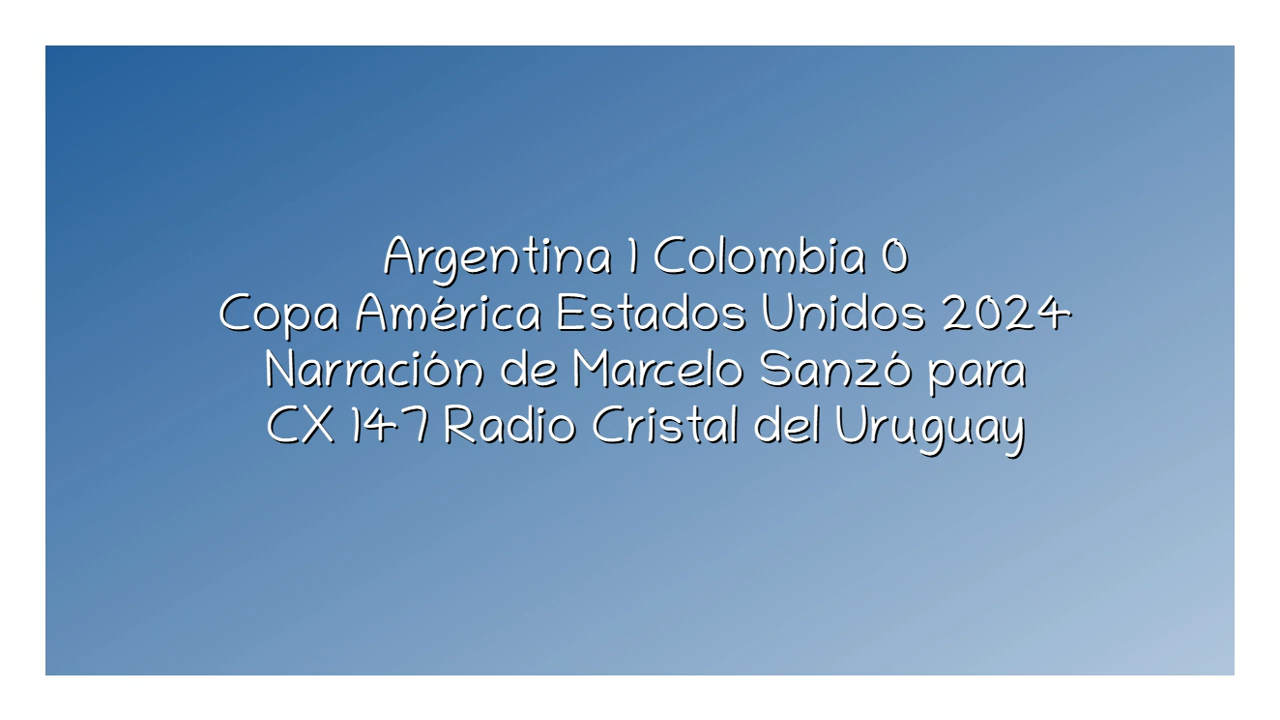 Argentina 1 Colombia 0
Copa América Estados Unidos 2024
Narración de Marcelo Sanzó para
CX 147 Radio Cristal del Uruguay